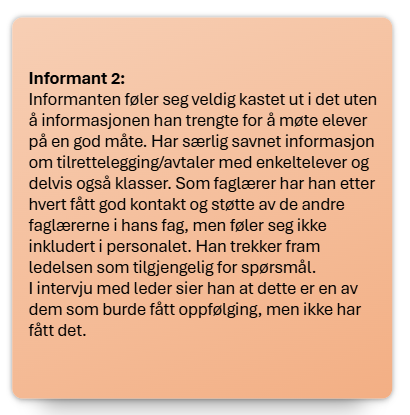 Informant 2:
Informanten føler seg veldig kastet ut i det uten
å informasjonen han trengte for å møte elever
på en god måte. Har særlig savnet informasjon
om tilrettelegging/avtaler med enkeltelever og
delvis også klasser. Som faglærer har han etter
hvert fått god kontakt og støtte av de andre
faglærerne i hans fag, men føler seg ikke
inkludert i personalet. Han trekker fram
ledelsen som tilgjengelig for spørsmål.
I intervju med leder sier han at dette er en av
dem som burde fått oppfølging, men ikke har
fått det.